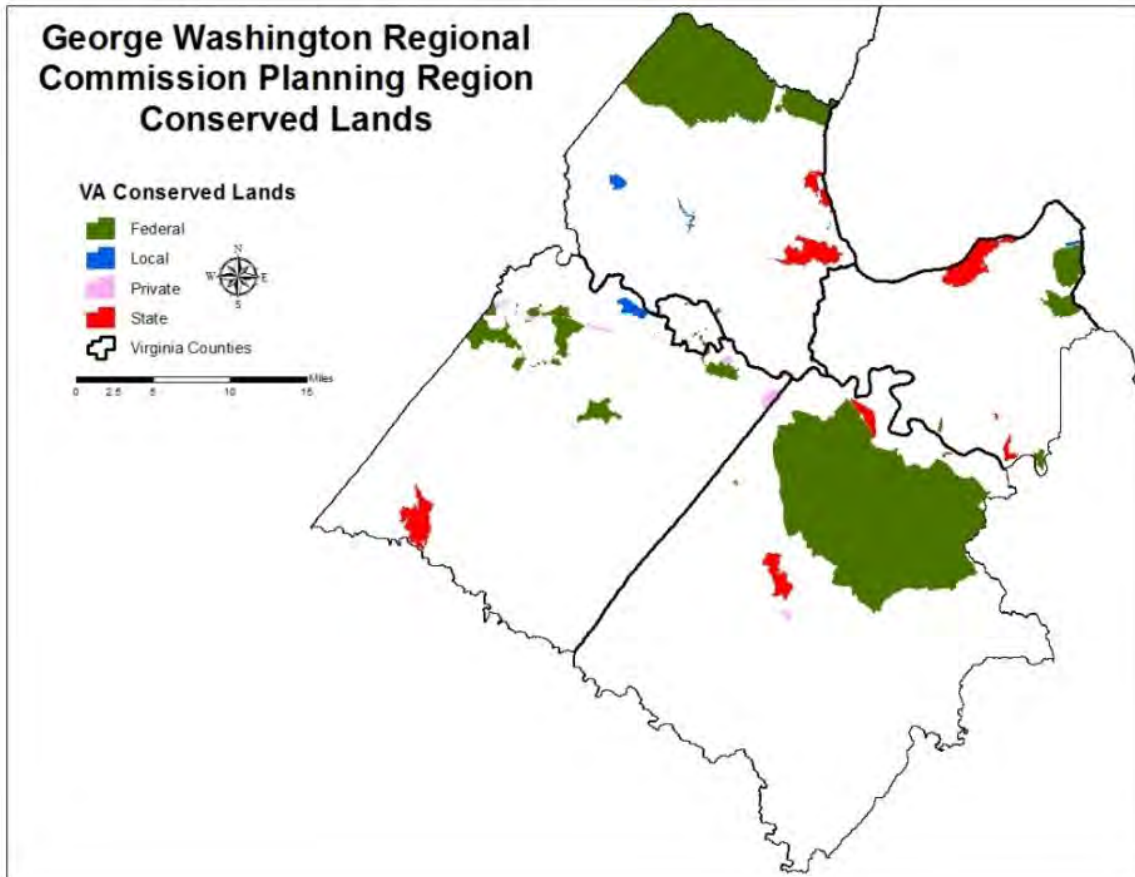 George Washington Regional
Commission Planning Region
Conserved Lands
VA Conserved Lands
Federal
Local
Private
State
Virginia Counties
N
W E
S
Miles
0 2.5 5 10 15